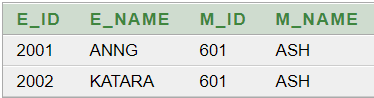 E_ID E_NAME M_ID M_NAME
2001 ANNG 601 ASH
2002 KATARA 601 ASH